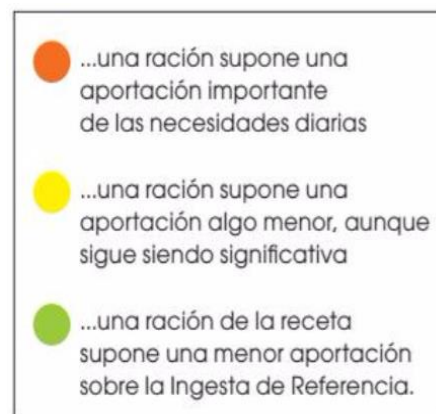 ...una ración supone una
aportación importante
de las necesidades diarias
...una ración supone una
aportación algo menor, aunque
sigue siendo significativa
...una ración de la receta
supone una menor aportación
sobre la Ingesta de Referencia.